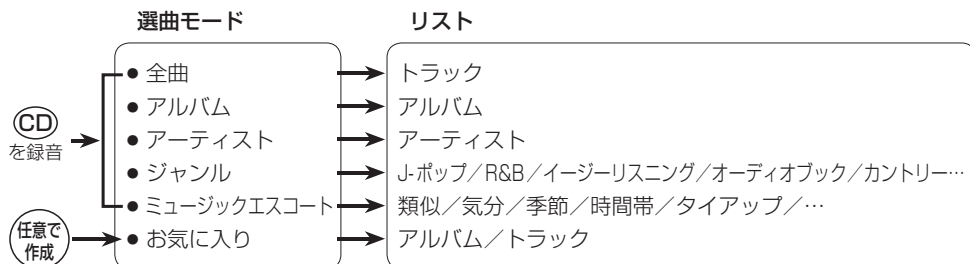 選曲モード リスト
● 全曲 トラック
● アルバム アルバム
CD
を録音
● アーティスト アーティスト
● ジャンル J-ポップ／R&B／イージーリスニング／オーディオブック／カントリー…
● ミュージックエスコート 類似／気分／季節／時間帯／タイアップ／…
任意で
作成
● お気に入り アルバム／トラック